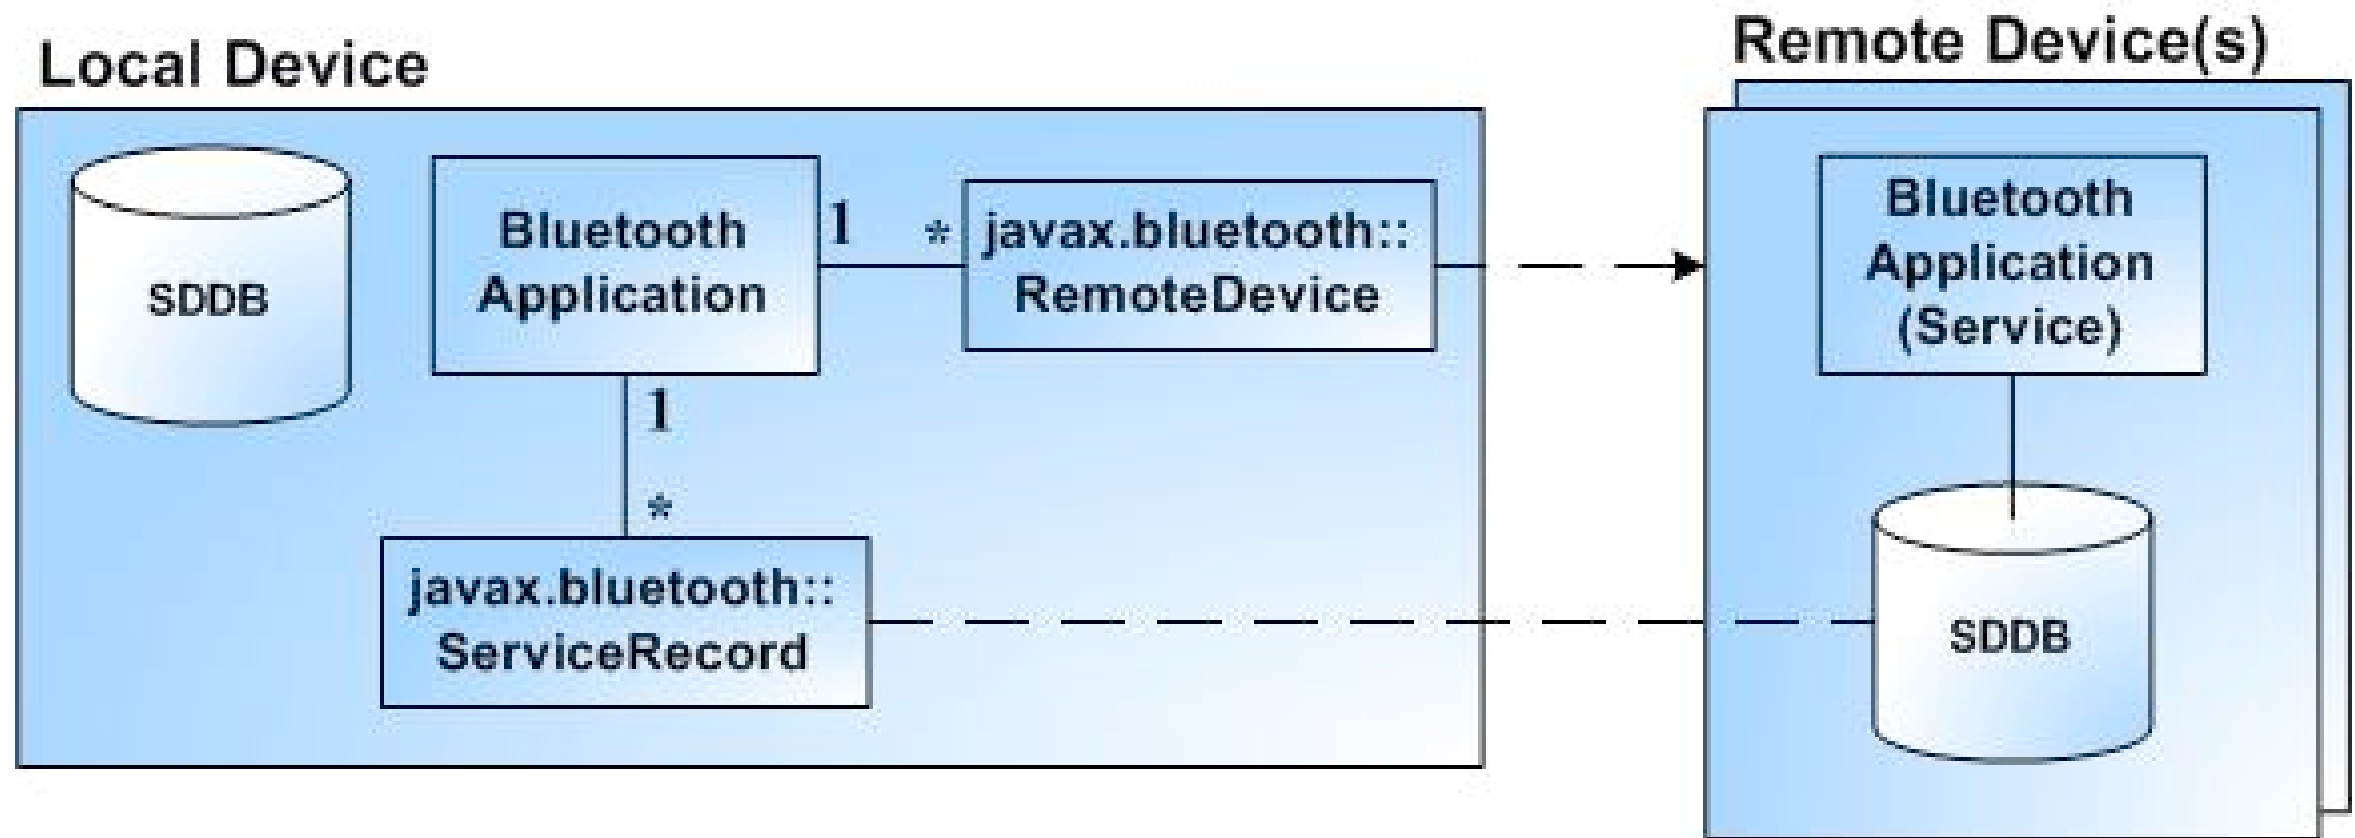 Local Device
Remote Device(s)
SDDB
Bluetooth
Application
1
*
javax.bluetooth::
RemoteDevice
1
*
javax.bluetooth::
ServiceRecord
Bluetooth
Application
(Service)
SDDB